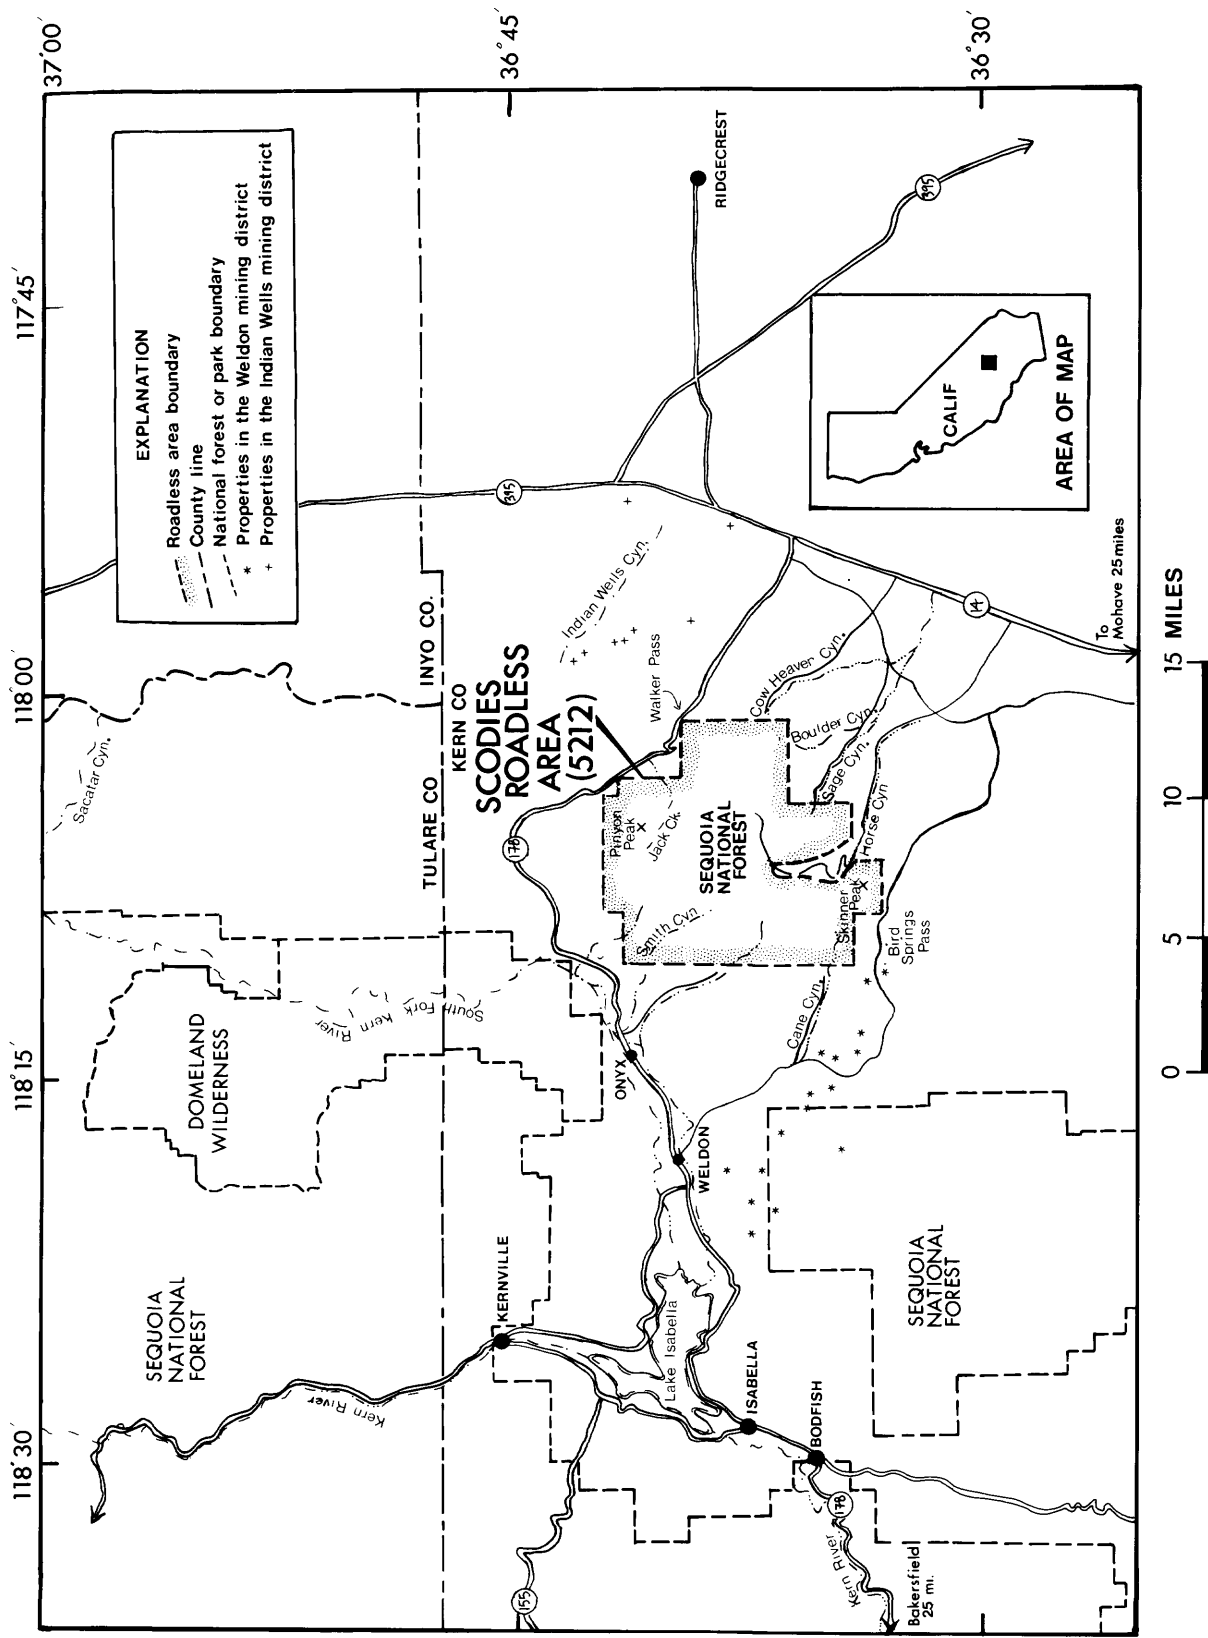 118°30′
118°15′
118°00′
117°45′
37°00′
36°45′
36°30′
EXPLANATION
Roadless area boundary
County line
National forest or park boundary
* Properties in the Weldon mining district
+ Properties in the Indian Wells mining district
SEQUOIA
NATIONAL
FOREST
Kern River
DOMELAND
WILDERNESS
South Fork Kern River
Sacatar Cyn.
TULARE CO
INYO CO.
KERN CO
KERNVILLE
155
178
395
SCODIES
ROADLESS
AREA
(5212)
Indian Wells Cyn.
Walker Pass
Pinyon
Peak
X
Jack Ck.
Smith Cyn
ONYX
WELDON
Lake Isabella
ISABELLA
BODFISH
178
Kern River
Bakersfield
25 mi.
SEQUOIA
NATIONAL
FOREST
SEQUOIA
NATIONAL
FOREST
Cane Cyn.
Skinner
Peak
X
Bird
Springs
Pass
Horse Cyn
Sage Cyn.
Boulder Cyn.
Cow Heaver Cyn.
14
To
Mohave 25 miles
RIDGECREST
395
CALIF
AREA OF MAP
0 5 10 15 MILES